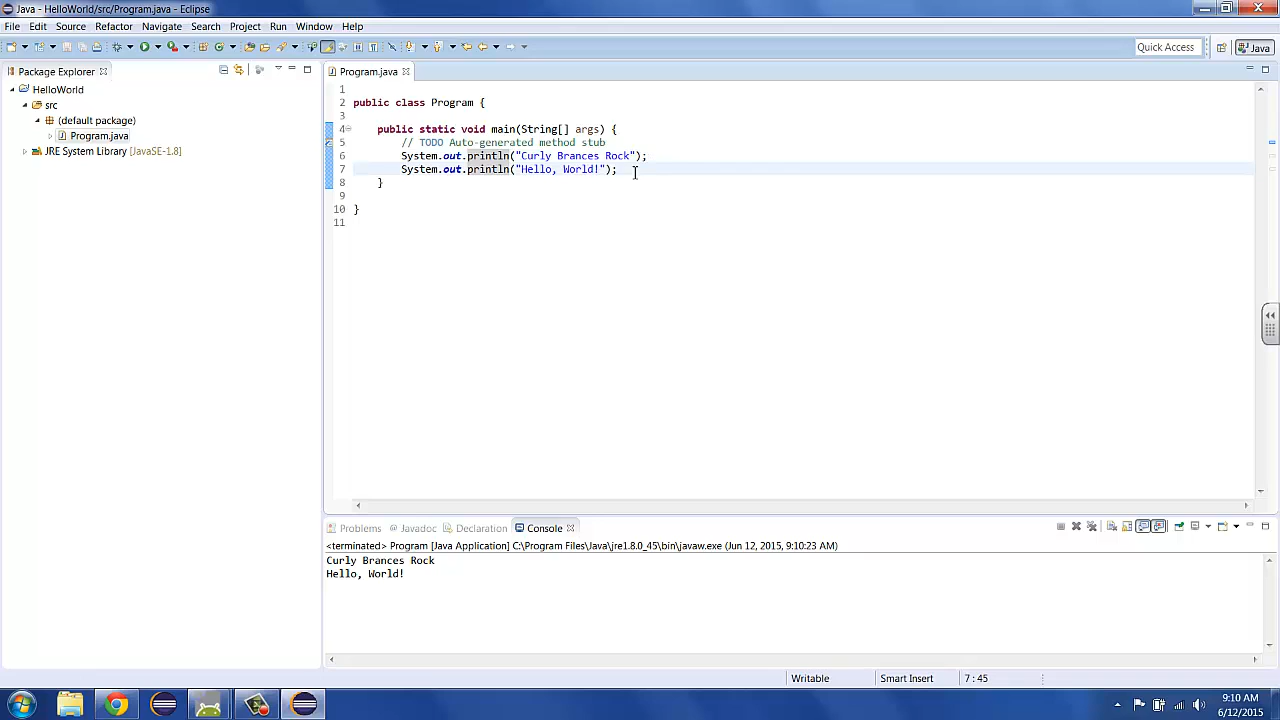 Java - HelloWorld/src/Program.java - Eclipse
File Edit Source Refactor Navigate Search Project Run Window Help
Quick Access Java
Package Explorer
HelloWorld
src
(default package)
Program.java
JRE System Library [JavaSE-1.8]
Program.java
1
2 public class Program {
3
4 public static void main(String[] args) {
5 // TODO Auto-generated method stub
6 System.out.println("Curly Brances Rock");
7 System.out.println("Hello, World!");
8 }
9
10 }
11
Problems @ Javadoc Declaration Console
<terminated> Program [Java Application] C:\Program Files\Java\jre1.8.0_45\bin\javaw.exe (Jun 12, 2015, 9:10:23 AM)
Curly Brances Rock
Hello, World!
Writable Smart Insert 7 : 45
9:10 AM
6/12/2015